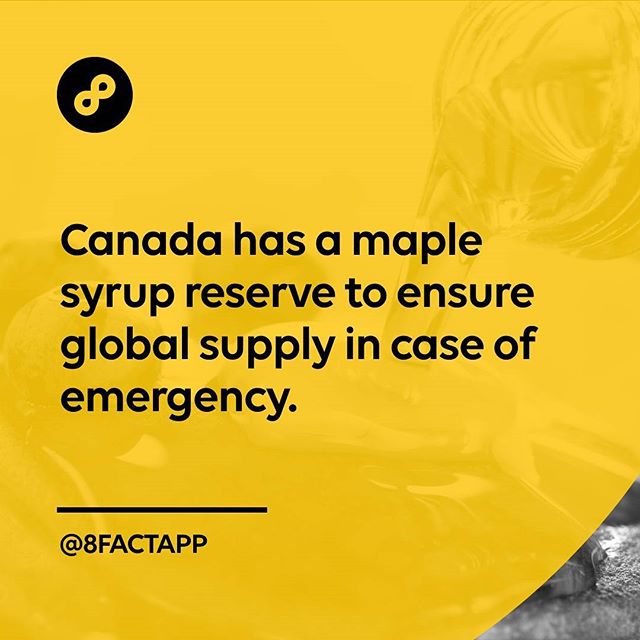 Canada has a maple
syrup reserve to ensure
global supply in case of
emergency.
@8FACTAPP